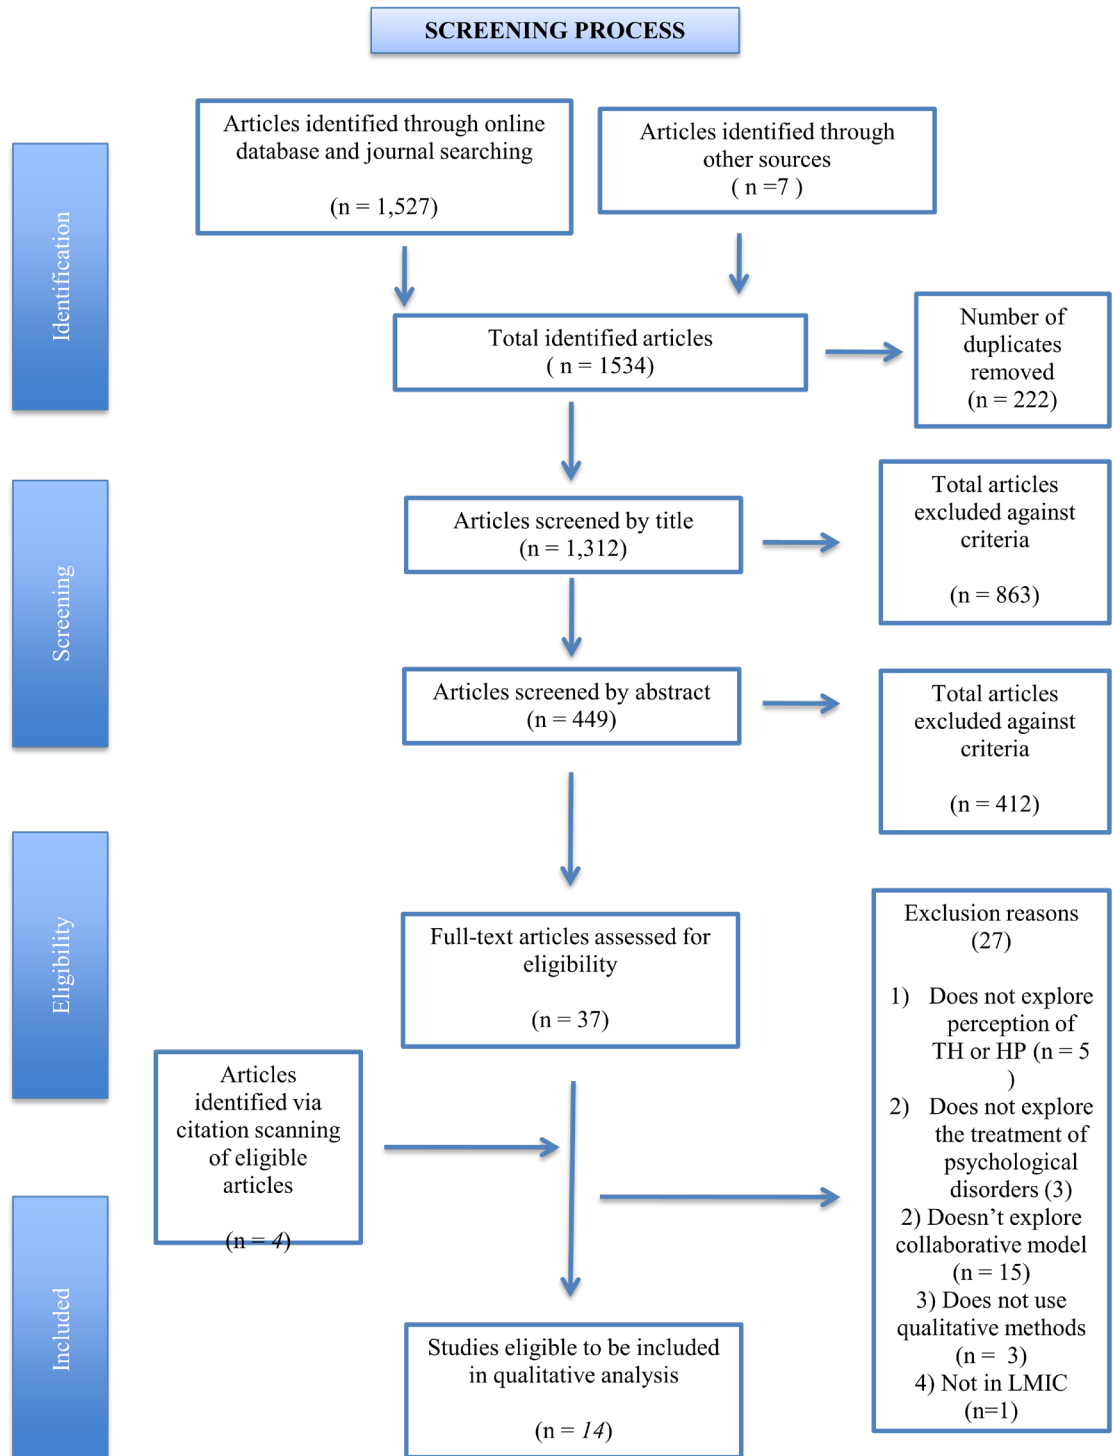 SCREENING PROCESS
Identification
Articles identified through online
database and journal searching
(n = 1,527)
Articles identified through
other sources
( n =7 )
Total identified articles
( n = 1534)
Number of
duplicates
removed
(n = 222)
Screening
Articles screened by title
(n = 1,312)
Total articles
excluded against
criteria
(n = 863)
Articles screened by abstract
(n = 449)
Total articles
excluded against
criteria
(n = 412)
Eligibility
Full-text articles assessed for
eligibility
(n = 37)
Articles
identified via
citation scanning
of eligible
articles
(n = 4)
Exclusion reasons
(27)
1) Does not explore
perception of
TH or HP (n = 5
)
2) Does not explore
the treatment of
psychological
disorders (3)
2) Doesn’t explore
collaborative model
(n = 15)
3) Does not use
qualitative methods
(n = 3)
4) Not in LMIC
(n=1)
Included
Studies eligible to be included
in qualitative analysis
(n = 14)